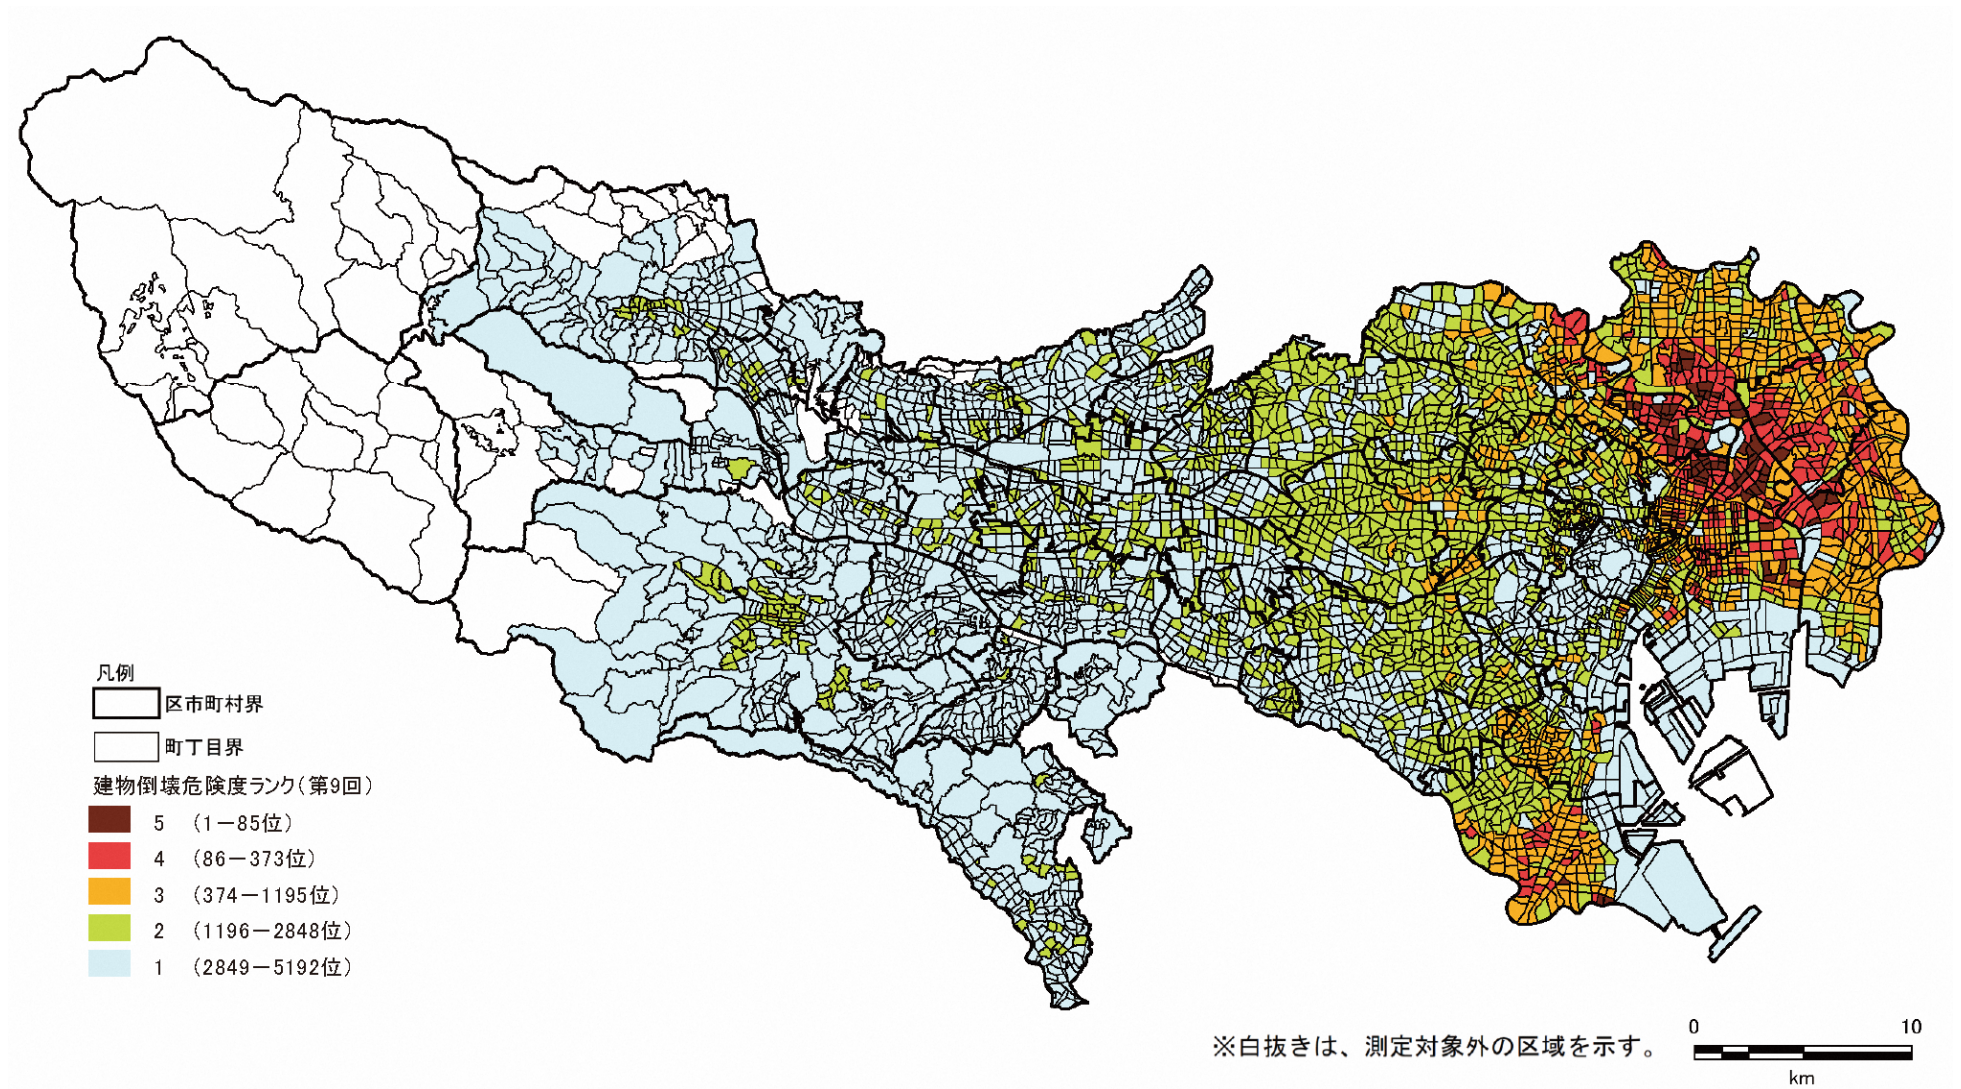 凡例
区市町村界
町丁目界
建物倒壊危険度ランク(第9回)
5 (1－85位)
4 (86－373位)
3 (374－1195位)
2 (1196－2848位)
1 (2849－5192位)
※白抜きは、測定対象外の区域を示す。
0 10
km